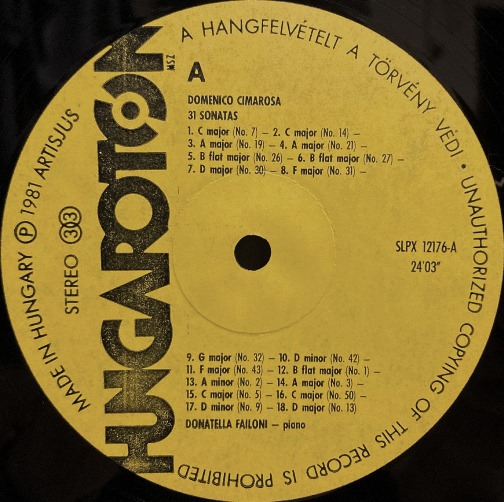 HUNGAROTON
MSZ
A HANGFELVÉTELT A TÖRVÉNY VÉDI • UNAUTHORIZED COPYING OF THIS RECORD IS PROHIBITED
MADE IN HUNGARY Ⓟ 1981 ARTISJUS
STEREO 33
A
DOMENICO CIMAROSA
31 SONATAS
1. C major (No. 7) – 2. C major (No. 14) –
3. A major (No. 19) – 4. A major (No. 21) –
5. B flat major (No. 26) – 6. B flat major (No. 27) –
7. D major (No. 30) – 8. F major (No. 31) –
SLPX 12176-A
24'03"
9. G major (No. 32) – 10. D minor (No. 42) –
11. F major (No. 43) – 12. B flat major (No. 1) –
13. A minor (No. 2) – 14. A major (No. 3) –
15. C major (No. 5) – 16. C major (No. 50) –
17. D minor (No. 9) – 18. D major (No. 13)
DONATELLA FAILONI – piano